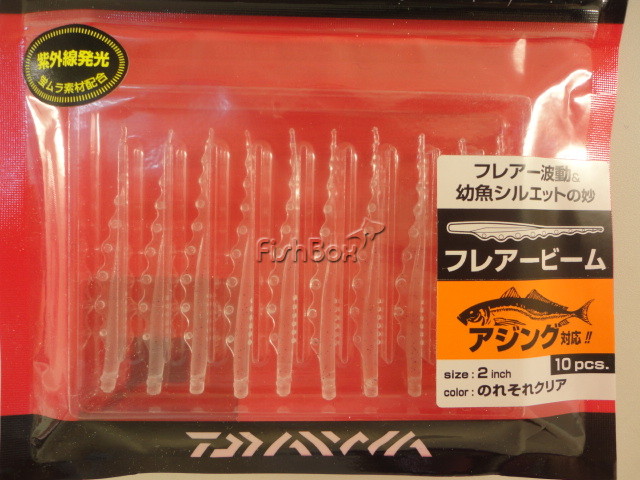 紫外線発光
蛍ムラ素材配合
フレアー波動&
幼魚シルエットの妙
フレアービーム
アジング対応!!
10 pcs.
size : 2 inch
color : のれそれクリア
FishBox
DAIWA